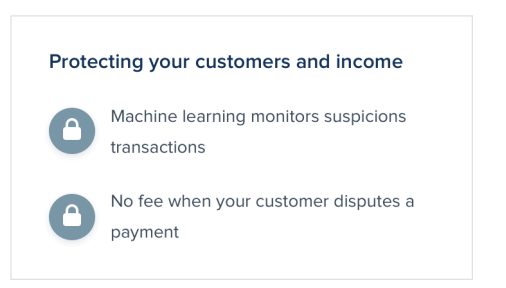 Protecting your customers and income
Machine learning monitors suspicions
transactions
No fee when your customer disputes a
payment